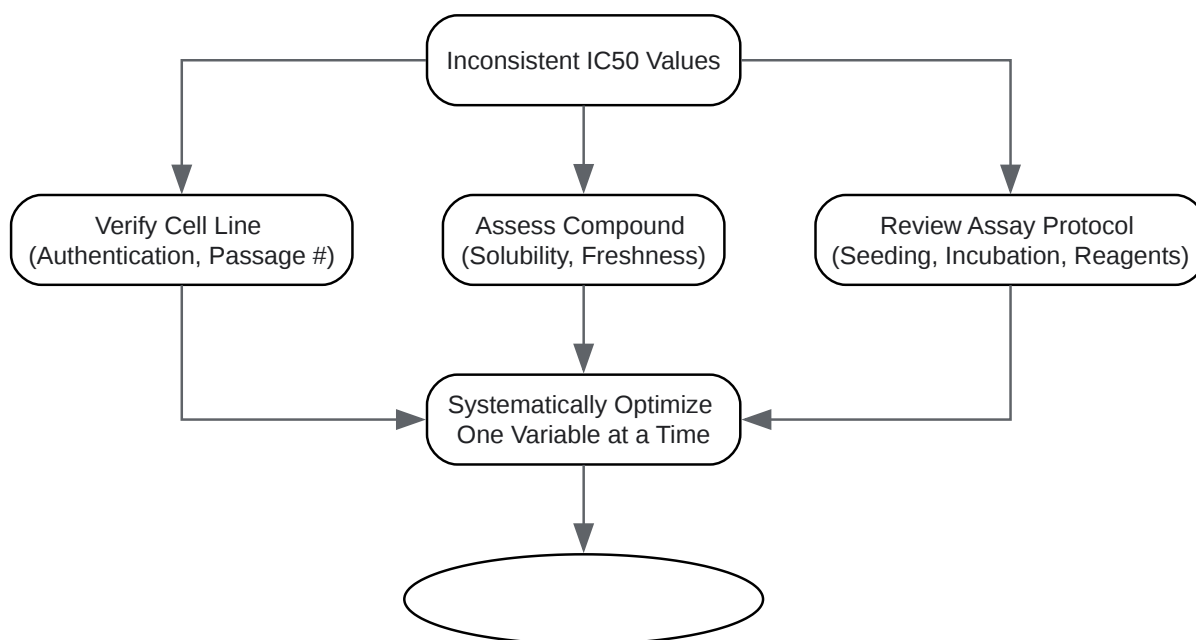 Inconsistent IC50 Values
Verify Cell Line
(Authentication, Passage #)
Assess Compound
(Solubility, Freshness)
Review Assay Protocol
(Seeding, Incubation, Reagents)
Systematically Optimize
One Variable at a Time